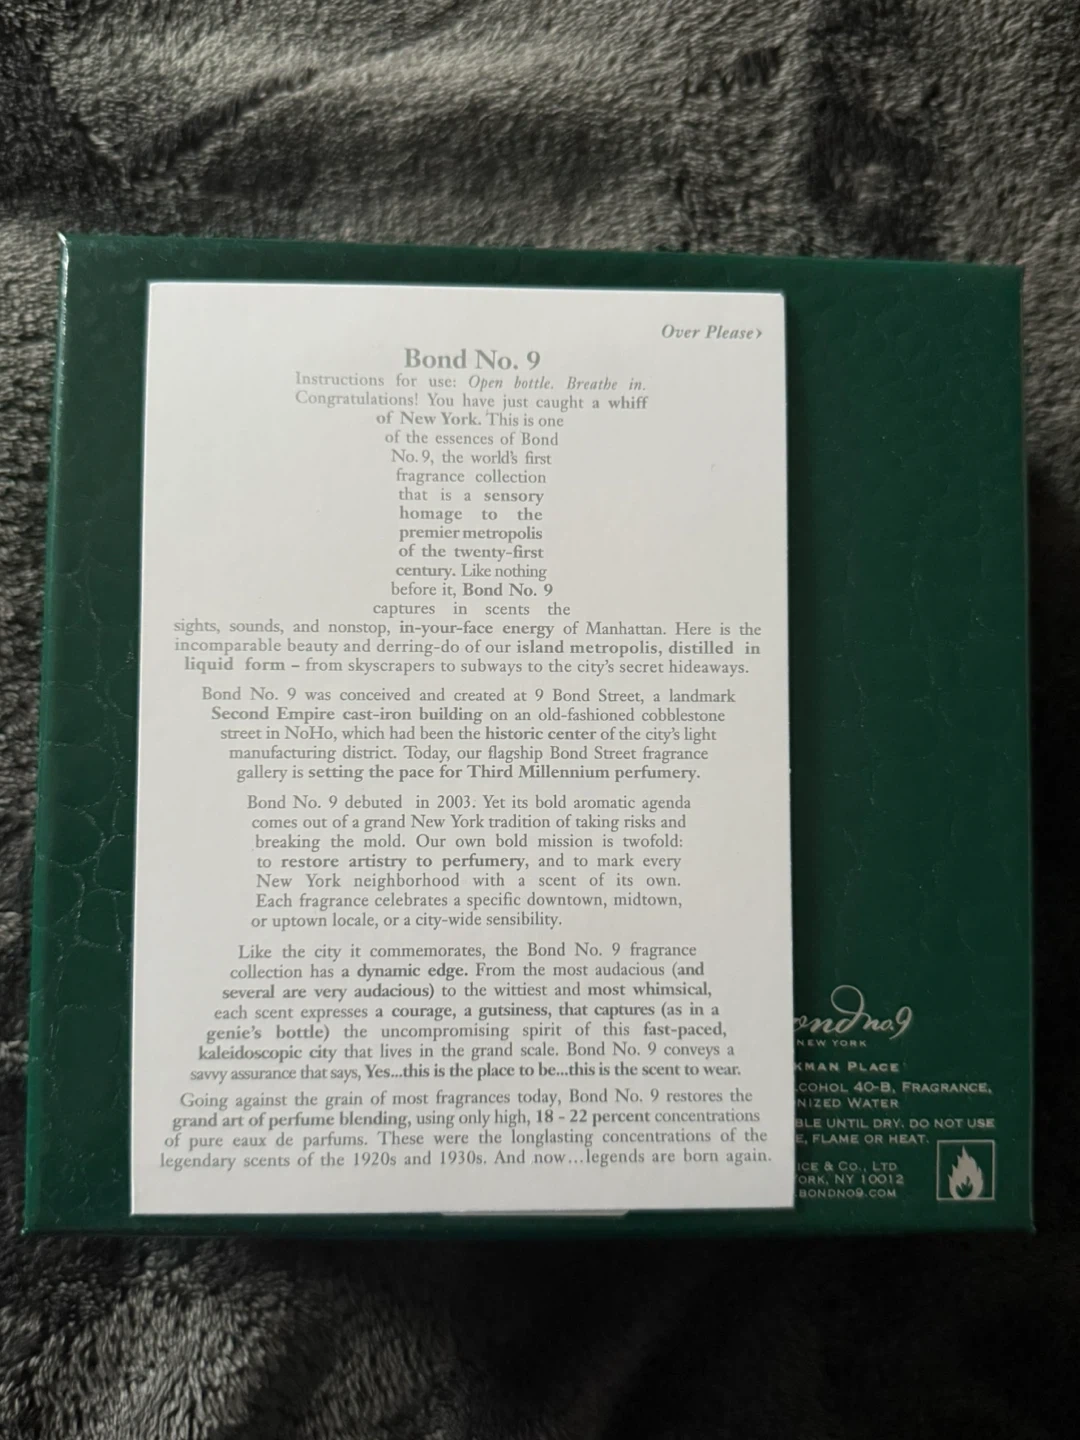 Over Please›
Bond No. 9
Instructions for use: Open bottle. Breathe in.
Congratulations! You have just caught a whiff
of New York. This is one
of the essences of Bond
No. 9, the world's first
fragrance collection
that is a sensory
homage to the
premier metropolis
of the twenty-first
century. Like nothing
before it, Bond No. 9
captures in scents the
sights, sounds, and nonstop, in-your-face energy of Manhattan. Here is the
incomparable beauty and derring-do of our island metropolis, distilled in
liquid form – from skyscrapers to subways to the city's secret hideaways.
Bond No. 9 was conceived and created at 9 Bond Street, a landmark
Second Empire cast-iron building on an old-fashioned cobblestone
street in NoHo, which had been the historic center of the city's light
manufacturing district. Today, our flagship Bond Street fragrance
gallery is setting the pace for Third Millennium perfumery.
Bond No. 9 debuted in 2003. Yet its bold aromatic agenda
comes out of a grand New York tradition of taking risks and
breaking the mold. Our own bold mission is twofold:
to restore artistry to perfumery, and to mark every
New York neighborhood with a scent of its own.
Each fragrance celebrates a specific downtown, midtown,
or uptown locale, or a city-wide sensibility.
Like the city it commemorates, the Bond No. 9 fragrance
collection has a dynamic edge. From the most audacious (and
several are very audacious) to the wittiest and most whimsical,
each scent expresses a courage, a gutsiness, that captures (as in a
genie's bottle) the uncompromising spirit of this fast-paced,
kaleidoscopic city that lives in the grand scale. Bond No. 9 conveys a
savvy assurance that says, Yes...this is the place to be...this is the scent to wear.
Going against the grain of most fragrances today, Bond No. 9 restores the
grand art of perfume blending, using only high, 18 - 22 percent concentrations
of pure eaux de parfums. These were the longlasting concentrations of the
legendary scents of the 1920s and 1930s. And now...legends are born again.
ond no.9
NEW YORK
KMAN PLACE
COHOL 40-B, FRAGRANCE,
NIZED WATER
BLE UNTIL DRY. DO NOT USE
E, FLAME OR HEAT.
ICE & CO., LTD
ORK, NY 10012
BONDNO9.COM